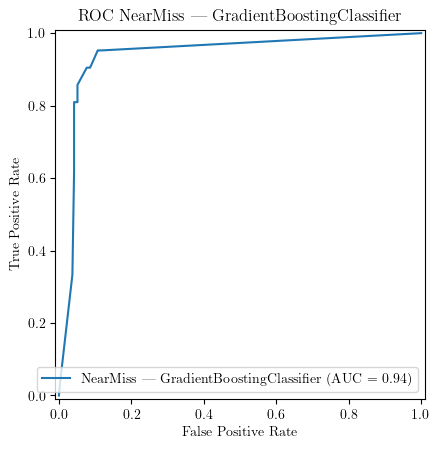 ROC NearMiss — GradientBoostingClassifier
1.0
0.8
0.6
0.4
0.2
0.0
True Positive Rate
NearMiss — GradientBoostingClassifier (AUC = 0.94)
0.0 0.2 0.4 0.6 0.8 1.0
False Positive Rate